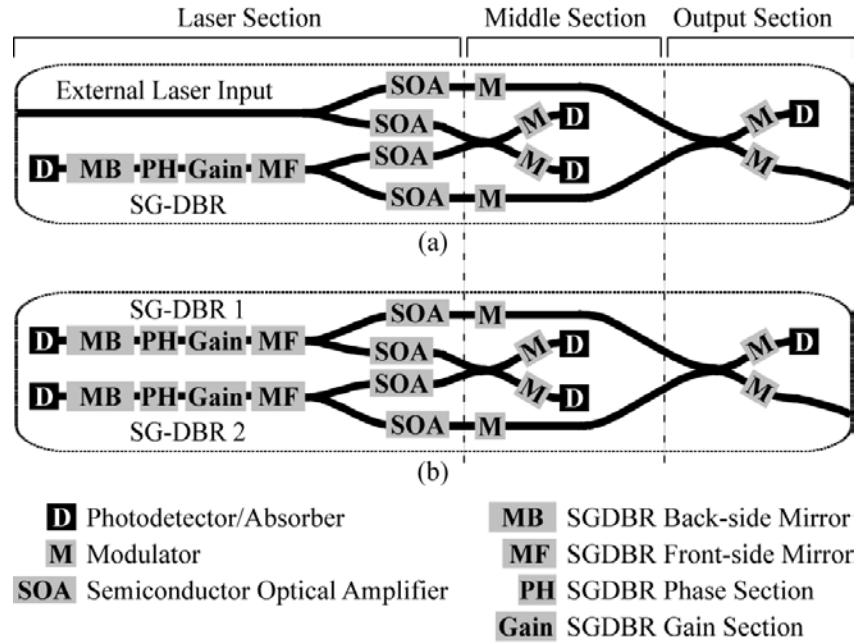 Laser Section Middle Section Output Section
External Laser Input
SOA M
SOA M D
D MB PH Gain MF SOA M D
SG-DBR
SOA M
M D
M
(a)
SG-DBR 1
SOA M
D MB PH Gain MF SOA M D
D MB PH Gain MF SOA M D
SG-DBR 2
SOA M
M D
M
(b)
D Photodetector/Absorber
M Modulator
SOA Semiconductor Optical Amplifier
MB SGDBR Back-side Mirror
MF SGDBR Front-side Mirror
PH SGDBR Phase Section
Gain SGDBR Gain Section